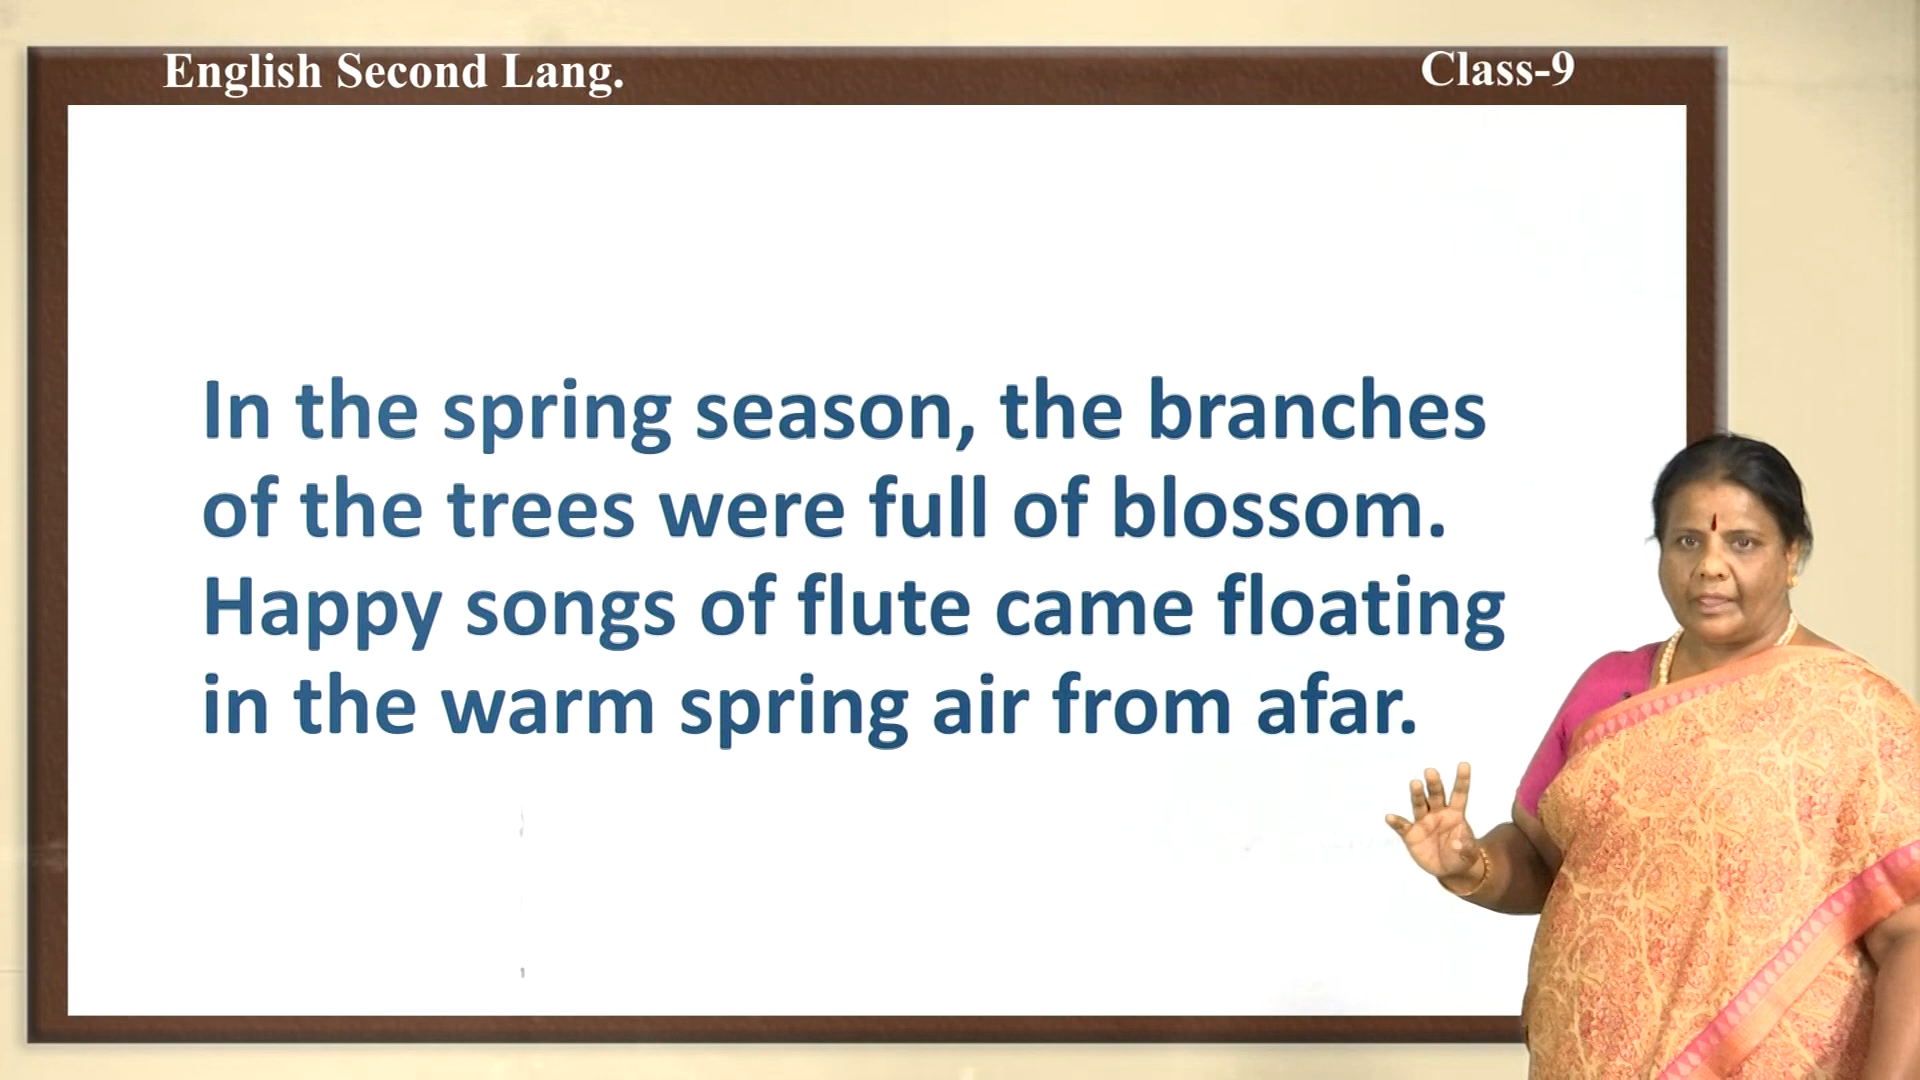 English Second Lang.
Class-9
In the spring season, the branches
of the trees were full of blossom.
Happy songs of flute came floating
in the warm spring air from afar.